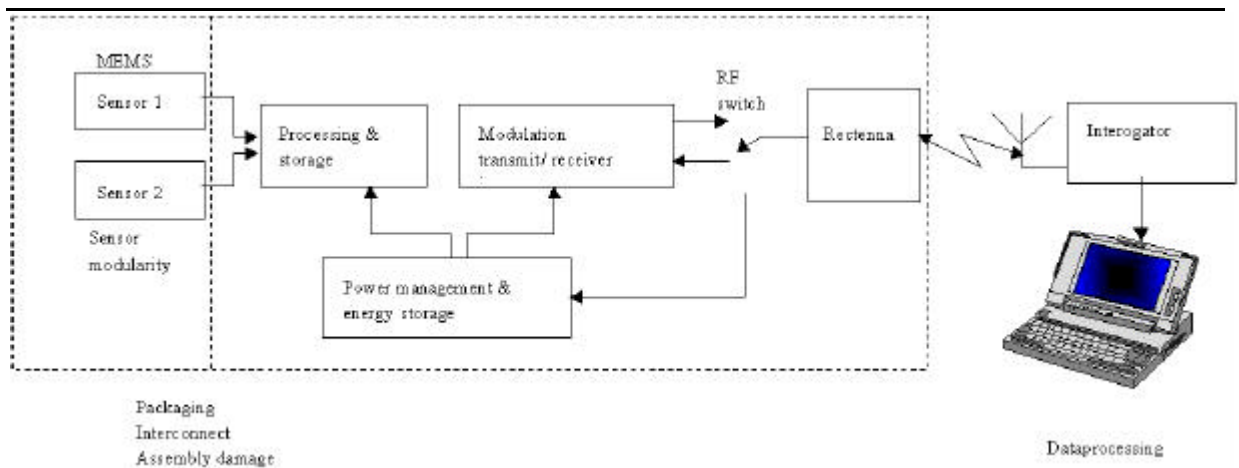 MEMS
Sensor 1
Sensor 2
Sensor
modularity
Processing &
storage
Modulation
transmit/ receiver
Power management &
energy storage
RF
switch
Rectenna
Interogator
Packaging
Interconnect
Assembly damage
Dataprocessing